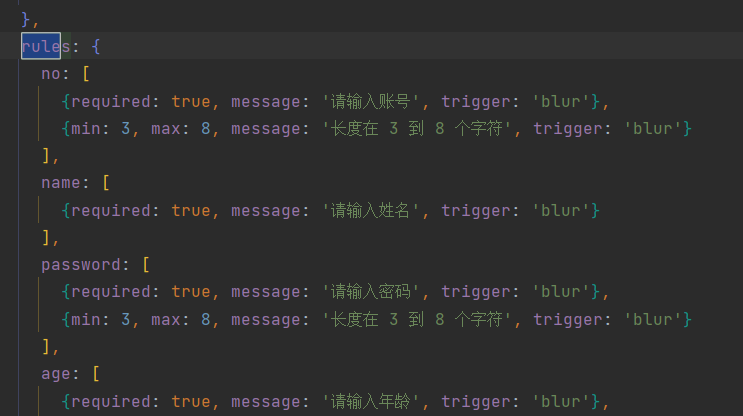 },
rules: {
no: [
{required: true, message: '请输入账号', trigger: 'blur'},
{min: 3, max: 8, message: '长度在 3 到 8 个字符', trigger: 'blur'}
],
name: [
{required: true, message: '请输入姓名', trigger: 'blur'}
],
password: [
{required: true, message: '请输入密码', trigger: 'blur'},
{min: 3, max: 8, message: '长度在 3 到 8 个字符', trigger: 'blur'}
],
age: [
{required: true, message: '请输入年龄', trigger: 'blur'},